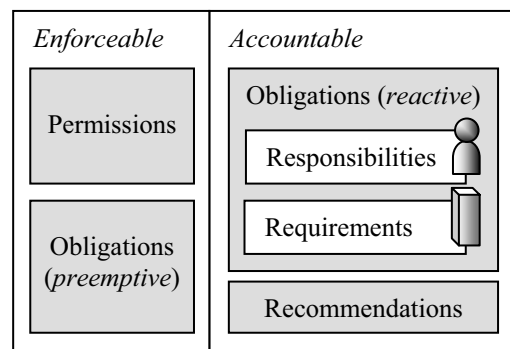 Enforceable
Permissions
Obligations
(preemptive)
Accountable
Obligations (reactive)
Responsibilities
Requirements
Recommendations